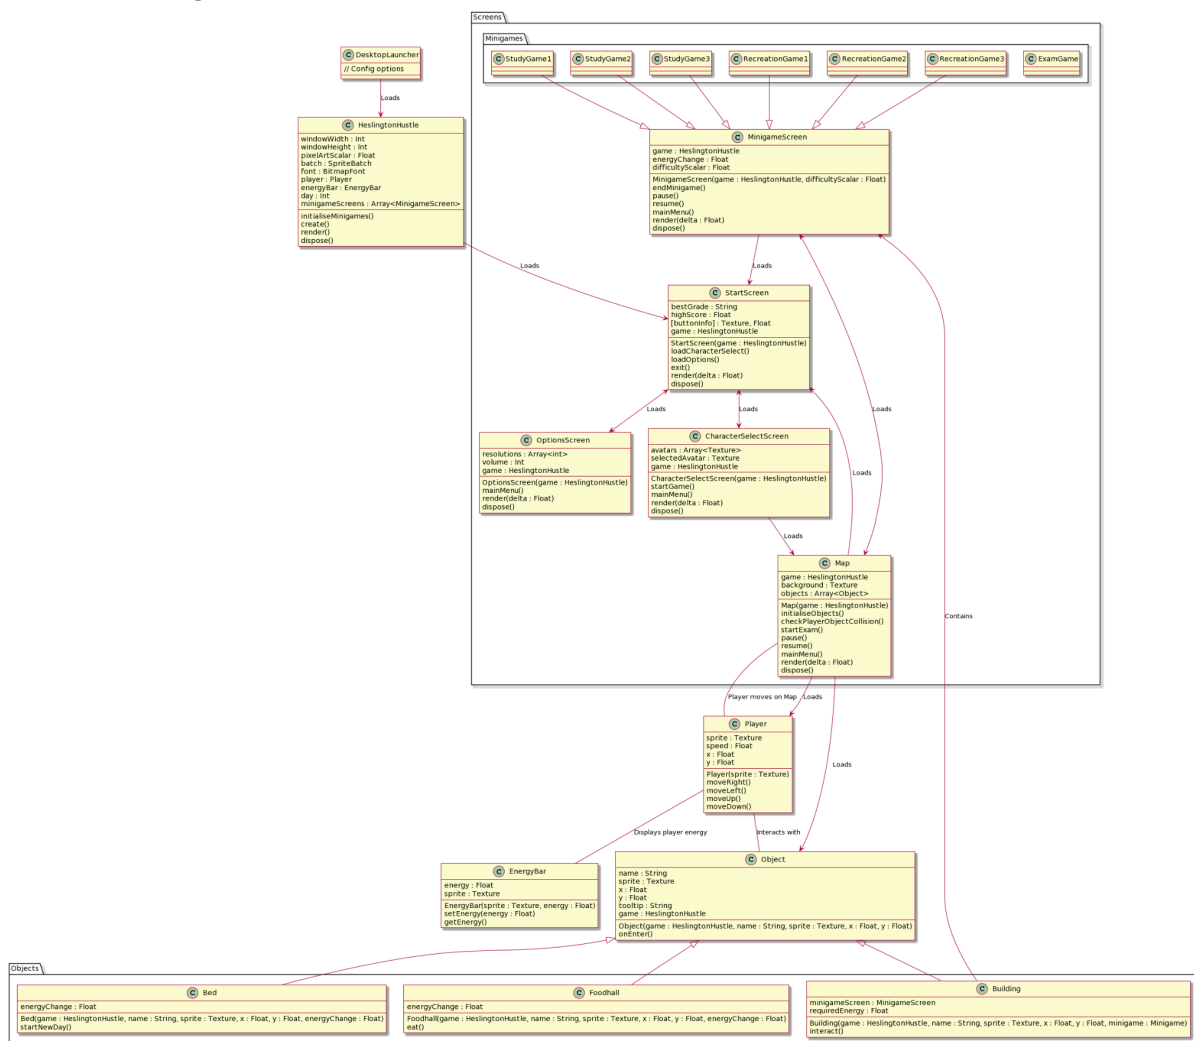 Screens
Minigames
C StudyGame1
C StudyGame2
C StudyGame3
C RecreationGame1
C RecreationGame2
C RecreationGame3
C ExamGame
C DesktopLauncher
// Config options
Loads
C HeslingtonHustle
windowWidth : Int
windowHeight : Int
pixelArtScalar : Float
batch : SpriteBatch
font : BitmapFont
player : Player
energyBar : EnergyBar
day : Int
minigameScreens : Array<MinigameScreen>
initialiseMinigames()
create()
render()
dispose()
C MinigameScreen
game : HeslingtonHustle
energyChange : Float
difficultyScalar : Float
MinigameScreen(game : HeslingtonHustle, difficultyScalar : Float)
endMinigame()
pause()
resume()
mainMenu()
render(delta : Float)
dispose()
Loads
Loads
C StartScreen
bestGrade : String
highScore : Float
[buttonInfo] : Texture, Float
game : HeslingtonHustle
StartScreen(game : HeslingtonHustle)
loadCharacterSelect()
loadOptions()
exit()
render(delta : Float)
dispose()
Loads
Loads
Loads
C OptionsScreen
resolutions : Array<int>
volume : Int
game : HeslingtonHustle
OptionsScreen(game : HeslingtonHustle)
mainMenu()
render(delta : Float)
dispose()
C CharacterSelectScreen
avatars : Array<Texture>
selectedAvatar : Texture
game : HeslingtonHustle
CharacterSelectScreen(game : HeslingtonHustle)
startGame()
mainMenu()
render(delta : Float)
dispose()
Loads
Loads
C Map
game : HeslingtonHustle
background : Texture
objects : Array<Object>
Map(game : HeslingtonHustle)
initialiseObjects()
checkPlayerObjectCollision()
startExam()
pause()
resume()
mainMenu()
render(delta : Float)
dispose()
Contains
Player moves on Map
Loads
C Player
sprite : Texture
speed : Float
x : Float
y : Float
Player(sprite : Texture)
moveRight()
moveLeft()
moveUp()
moveDown()
Loads
Displays player energy
Interacts with
C EnergyBar
energy : Float
sprite : Texture
EnergyBar(sprite : Texture, energy : Float)
setEnergy(energy : Float)
getEnergy()
C Object
name : String
sprite : Texture
x : Float
y : Float
tooltip : String
game : HeslingtonHustle
Object(game : HeslingtonHustle, name : String, sprite : Texture, x : Float, y : Float)
onEnter()
Objects
C Bed
energyChange : Float
Bed(game : HeslingtonHustle, name : String, sprite : Texture, x : Float, y : Float, energyChange : Float)
startNewDay()
C Foodhall
energyChange : Float
Foodhall(game : HeslingtonHustle, name : String, sprite : Texture, x : Float, y : Float, energyChange : Float)
eat()
C Building
minigameScreen : MinigameScreen
requiredEnergy : Float
Building(game : HeslingtonHustle, name : String, sprite : Texture, x : Float, y : Float, minigame : Minigame)
interact()